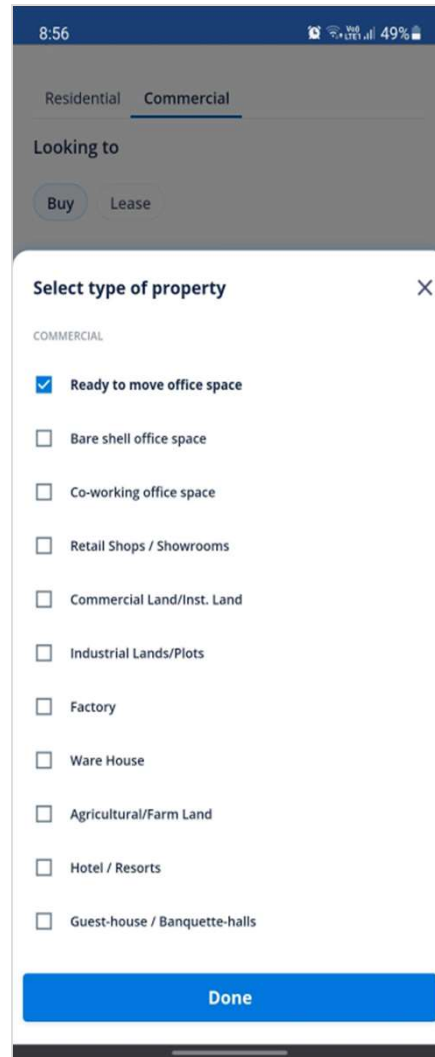 8:56 Vo) LTE1 49%
Residential Commercial
Looking to
Buy Lease
Select type of property
COMMERCIAL
Ready to move office space
Bare shell office space
Co-working office space
Retail Shops / Showrooms
Commercial Land/Inst. Land
Industrial Lands/Plots
Factory
Ware House
Agricultural/Farm Land
Hotel / Resorts
Guest-house / Banquette-halls
Done